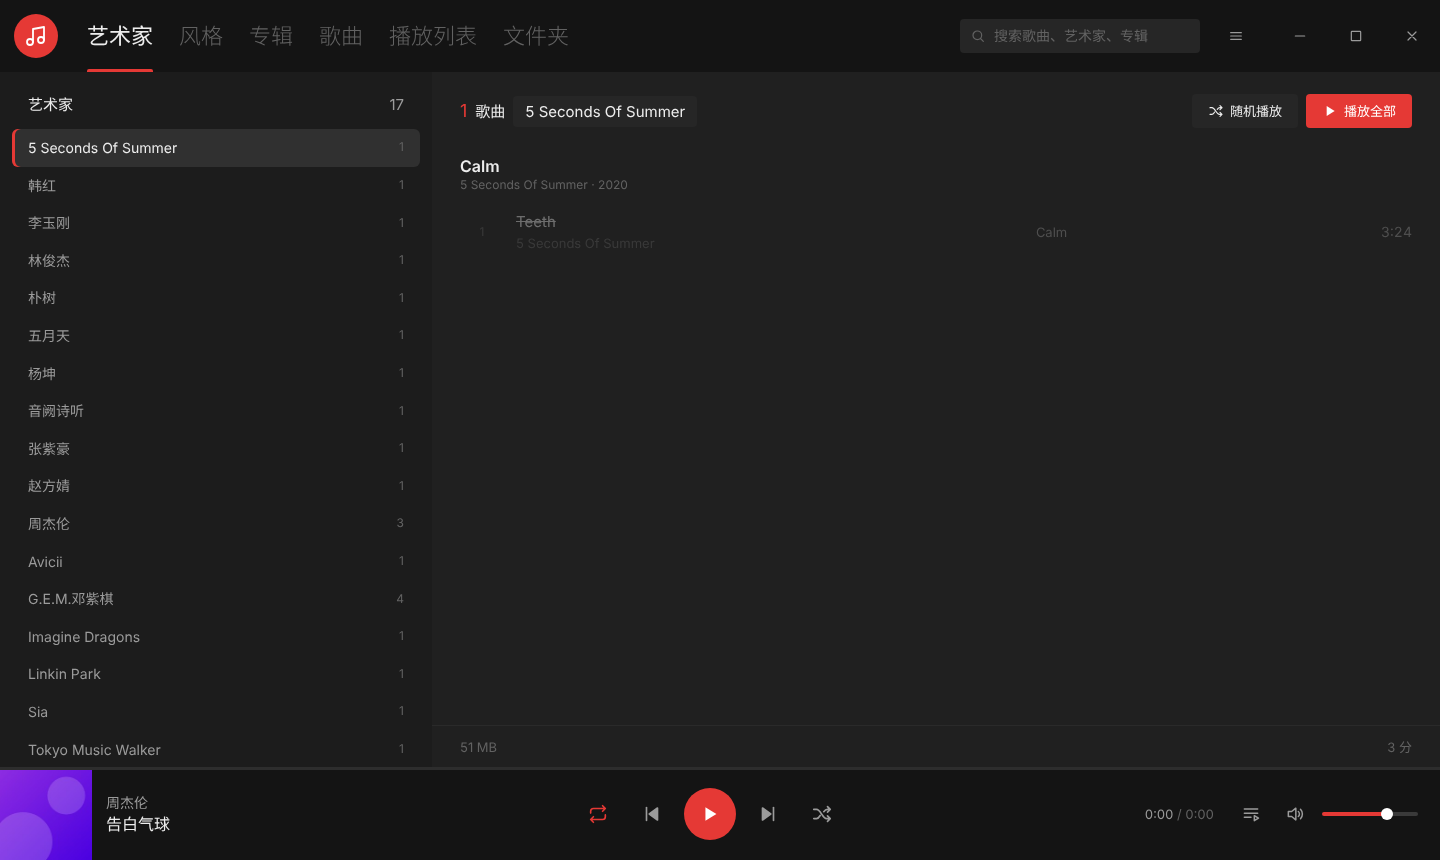 艺术家 风格 专辑 歌曲 播放列表 文件夹 搜索歌曲、艺术家、专辑
艺术家 17
5 Seconds Of Summer 1
韩红 1
李玉刚 1
林俊杰 1
朴树 1
五月天 1
杨坤 1
音阙诗听 1
张紫豪 1
赵方婧 1
周杰伦 3
Avicii 1
G.E.M.邓紫棋 4
Imagine Dragons 1
Linkin Park 1
Sia 1
Tokyo Music Walker 1
1 歌曲 5 Seconds Of Summer 随机播放 播放全部
Calm
5 Seconds Of Summer · 2020
1 Teeth Calm 3:24
5 Seconds Of Summer
51 MB 3 分
周杰伦
告白气球
0:00 / 0:00